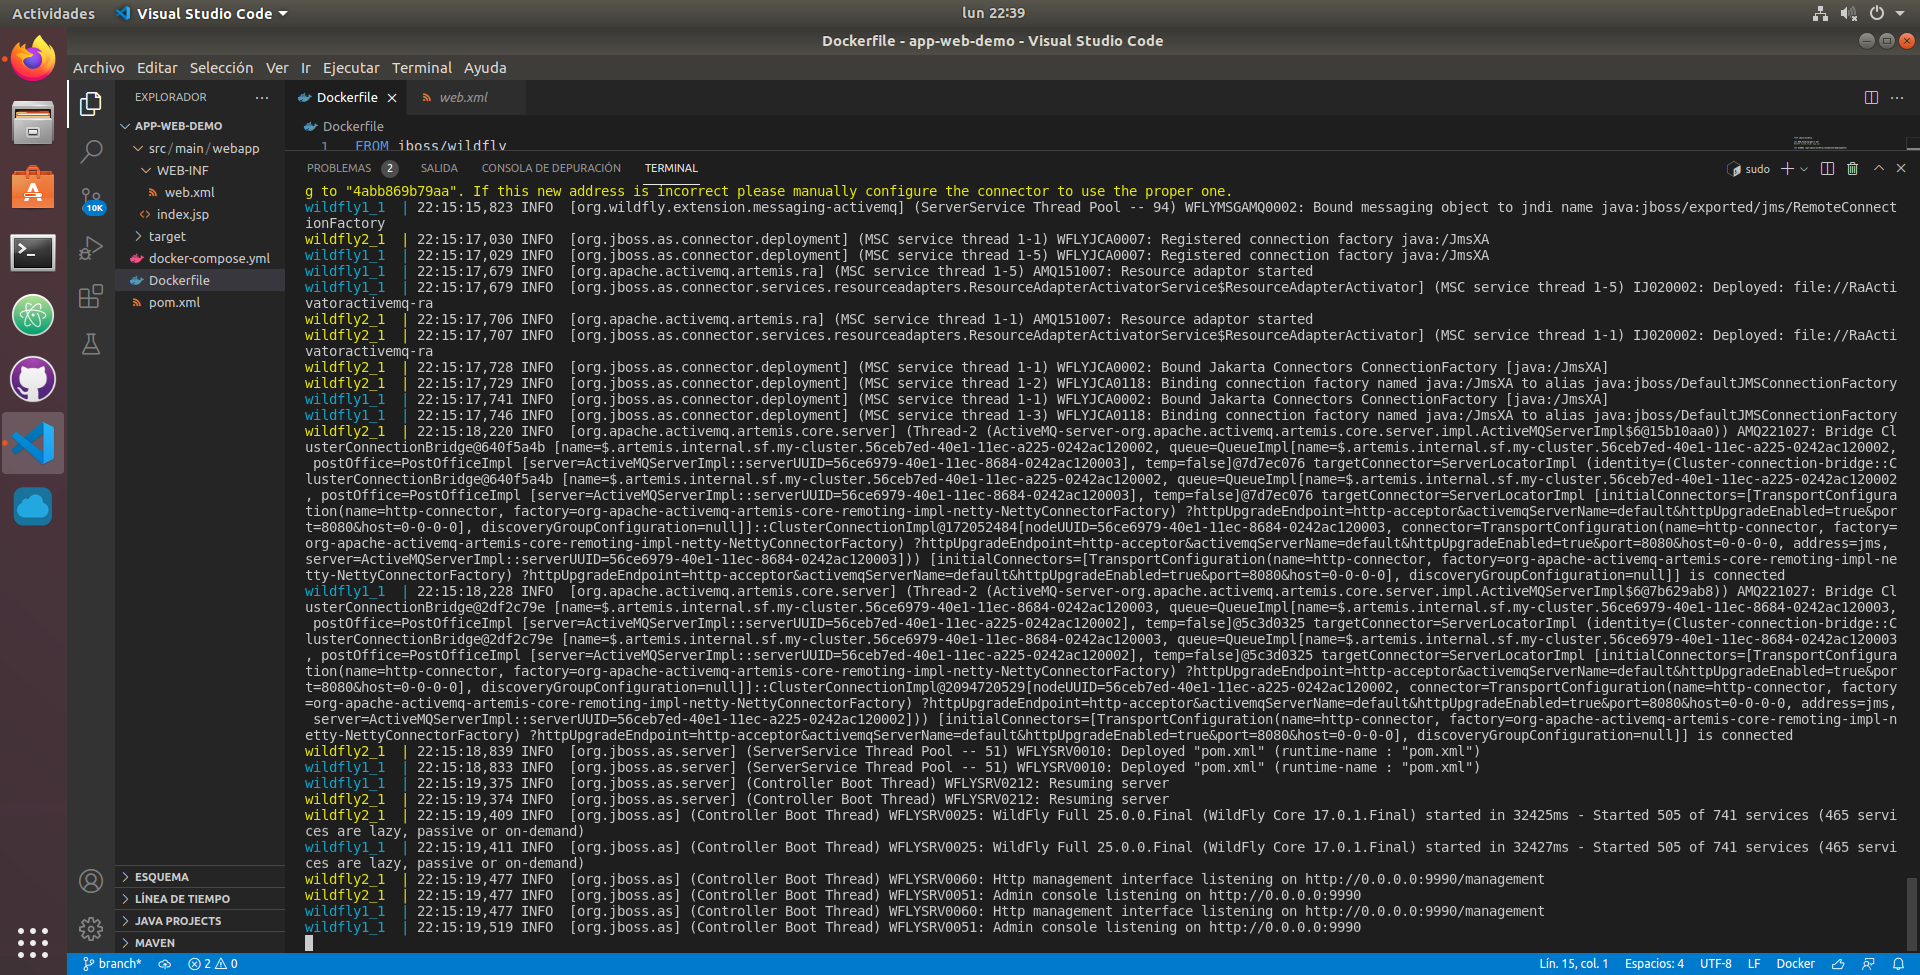 Actividades
Visual Studio Code
lun 22:39
Dockerfile - app-web-demo - Visual Studio Code
Archivo Editar Selección Ver Ir Ejecutar Terminal Ayuda
EXPLORADOR
APP-WEB-DEMO
src/main/webapp
WEB-INF
web.xml
index.jsp
target
docker-compose.yml
Dockerfile
pom.xml
10K
ESQUEMA
LÍNEA DE TIEMPO
JAVA PROJECTS
MAVEN
Dockerfile
web.xml
Dockerfile
1 FROM jboss/wildfly
PROBLEMAS 2 SALIDA CONSOLA DE DEPURACIÓN TERMINAL
sudo
g to "4abb869b79aa". If this new address is incorrect please manually configure the connector to use the proper one.
wildfly1_1 | 22:15:15,823 INFO [org.wildfly.extension.messaging-activemq] (ServerService Thread Pool -- 94) WFLYMSGAMQ0002: Bound messaging object to jndi name java:jboss/exported/jms/RemoteConnect
ionFactory
wildfly2_1 | 22:15:17,030 INFO [org.jboss.as.connector.deployment] (MSC service thread 1-1) WFLYJCA0007: Registered connection factory java:/JmsXA
wildfly1_1 | 22:15:17,029 INFO [org.jboss.as.connector.deployment] (MSC service thread 1-5) WFLYJCA0007: Registered connection factory java:/JmsXA
wildfly1_1 | 22:15:17,679 INFO [org.apache.activemq.artemis.ra] (MSC service thread 1-5) AMQ151007: Resource adaptor started
wildfly1_1 | 22:15:17,679 INFO [org.jboss.as.connector.services.resourceadapters.ResourceAdapterActivatorService$ResourceAdapterActivator] (MSC service thread 1-5) IJ020002: Deployed: file://RaActi
vatoractivemq-ra
wildfly2_1 | 22:15:17,706 INFO [org.apache.activemq.artemis.ra] (MSC service thread 1-1) AMQ151007: Resource adaptor started
wildfly2_1 | 22:15:17,707 INFO [org.jboss.as.connector.services.resourceadapters.ResourceAdapterActivatorService$ResourceAdapterActivator] (MSC service thread 1-1) IJ020002: Deployed: file://RaActi
vatoractivemq-ra
wildfly2_1 | 22:15:17,728 INFO [org.jboss.as.connector.deployment] (MSC service thread 1-1) WFLYJCA0002: Bound Jakarta Connectors ConnectionFactory [java:/JmsXA]
wildfly2_1 | 22:15:17,729 INFO [org.jboss.as.connector.deployment] (MSC service thread 1-2) WFLYJCA0118: Binding connection factory named java:/JmsXA to alias java:jboss/DefaultJMSConnectionFactory
wildfly1_1 | 22:15:17,741 INFO [org.jboss.as.connector.deployment] (MSC service thread 1-1) WFLYJCA0002: Bound Jakarta Connectors ConnectionFactory [java:/JmsXA]
wildfly1_1 | 22:15:17,746 INFO [org.jboss.as.connector.deployment] (MSC service thread 1-3) WFLYJCA0118: Binding connection factory named java:/JmsXA to alias java:jboss/DefaultJMSConnectionFactory
wildfly2_1 | 22:15:18,220 INFO [org.apache.activemq.artemis.core.server] (Thread-2 (ActiveMQ-server-org.apache.activemq.artemis.core.server.impl.ActiveMQServerImpl$6@15b10aa0)) AMQ221027: Bridge Cl
usterConnectionBridge@640f5a4b [name=$.artemis.internal.sf.my-cluster.56ceb7ed-40e1-11ec-a225-0242ac120002, queue=QueueImpl[name=$.artemis.internal.sf.my-cluster.56ceb7ed-40e1-11ec-a225-0242ac120002,
postOffice=PostOfficeImpl [server=ActiveMQServerImpl::serverUUID=56ce6979-40e1-11ec-8684-0242ac120003], temp=false]@7d7ec076 targetConnector=ServerLocatorImpl (identity=(Cluster-connection-bridge::C
lusterConnectionBridge@640f5a4b [name=$.artemis.internal.sf.my-cluster.56ceb7ed-40e1-11ec-a225-0242ac120002, queue=QueueImpl[name=$.artemis.internal.sf.my-cluster.56ceb7ed-40e1-11ec-a225-0242ac120002
, postOffice=PostOfficeImpl [server=ActiveMQServerImpl::serverUUID=56ce6979-40e1-11ec-8684-0242ac120003], temp=false]@7d7ec076 targetConnector=ServerLocatorImpl [initialConnectors=[TransportConfigura
tion(name=http-connector, factory=org-apache-activemq-artemis-core-remoting-impl-netty-NettyConnectorFactory) ?httpUpgradeEndpoint=http-acceptor&activemqServerName=default&httpUpgradeEnabled=true&por
t=8080&host=0-0-0-0], discoveryGroupConfiguration=null]]::ClusterConnectionImpl@172052484[nodeUUID=56ce6979-40e1-11ec-8684-0242ac120003, connector=TransportConfiguration(name=http-connector, factory=
org-apache-activemq-artemis-core-remoting-impl-netty-NettyConnectorFactory) ?httpUpgradeEndpoint=http-acceptor&activemqServerName=default&httpUpgradeEnabled=true&port=8080&host=0-0-0-0, address=jms,
server=ActiveMQServerImpl::serverUUID=56ce6979-40e1-11ec-8684-0242ac120003])) [initialConnectors=[TransportConfiguration(name=http-connector, factory=org-apache-activemq-artemis-core-remoting-impl-ne
tty-NettyConnectorFactory) ?httpUpgradeEndpoint=http-acceptor&activemqServerName=default&httpUpgradeEnabled=true&port=8080&host=0-0-0-0], discoveryGroupConfiguration=null]] is connected
wildfly1_1 | 22:15:18,228 INFO [org.apache.activemq.artemis.core.server] (Thread-2 (ActiveMQ-server-org.apache.activemq.artemis.core.server.impl.ActiveMQServerImpl$6@7b629ab8)) AMQ221027: Bridge Cl
usterConnectionBridge@2df2c79e [name=$.artemis.internal.sf.my-cluster.56ce6979-40e1-11ec-8684-0242ac120003, queue=QueueImpl[name=$.artemis.internal.sf.my-cluster.56ce6979-40e1-11ec-8684-0242ac120003,
postOffice=PostOfficeImpl [server=ActiveMQServerImpl::serverUUID=56ceb7ed-40e1-11ec-a225-0242ac120002], temp=false]@5c3d0325 targetConnector=ServerLocatorImpl (identity=(Cluster-connection-bridge::C
lusterConnectionBridge@2df2c79e [name=$.artemis.internal.sf.my-cluster.56ce6979-40e1-11ec-8684-0242ac120003, queue=QueueImpl[name=$.artemis.internal.sf.my-cluster.56ce6979-40e1-11ec-8684-0242ac120003
, postOffice=PostOfficeImpl [server=ActiveMQServerImpl::serverUUID=56ceb7ed-40e1-11ec-a225-0242ac120002], temp=false]@5c3d0325 targetConnector=ServerLocatorImpl [initialConnectors=[TransportConfigura
tion(name=http-connector, factory=org-apache-activemq-artemis-core-remoting-impl-netty-NettyConnectorFactory) ?httpUpgradeEndpoint=http-acceptor&activemqServerName=default&httpUpgradeEnabled=true&por
t=8080&host=0-0-0-0], discoveryGroupConfiguration=null]]::ClusterConnectionImpl@2094720529[nodeUUID=56ceb7ed-40e1-11ec-a225-0242ac120002, connector=TransportConfiguration(name=http-connector, factory
=org-apache-activemq-artemis-core-remoting-impl-netty-NettyConnectorFactory) ?httpUpgradeEndpoint=http-acceptor&activemqServerName=default&httpUpgradeEnabled=true&port=8080&host=0-0-0-0, address=jms,
server=ActiveMQServerImpl::serverUUID=56ceb7ed-40e1-11ec-a225-0242ac120002])) [initialConnectors=[TransportConfiguration(name=http-connector, factory=org-apache-activemq-artemis-core-remoting-impl-n
etty-NettyConnectorFactory) ?httpUpgradeEndpoint=http-acceptor&activemqServerName=default&httpUpgradeEnabled=true&port=8080&host=0-0-0-0], discoveryGroupConfiguration=null]] is connected
wildfly2_1 | 22:15:18,839 INFO [org.jboss.as.server] (ServerService Thread Pool -- 51) WFLYSRV0010: Deployed "pom.xml" (runtime-name : "pom.xml")
wildfly1_1 | 22:15:18,833 INFO [org.jboss.as.server] (ServerService Thread Pool -- 51) WFLYSRV0010: Deployed "pom.xml" (runtime-name : "pom.xml")
wildfly1_1 | 22:15:19,375 INFO [org.jboss.as.server] (Controller Boot Thread) WFLYSRV0212: Resuming server
wildfly2_1 | 22:15:19,374 INFO [org.jboss.as.server] (Controller Boot Thread) WFLYSRV0212: Resuming server
wildfly2_1 | 22:15:19,409 INFO [org.jboss.as] (Controller Boot Thread) WFLYSRV0025: WildFly Full 25.0.0.Final (WildFly Core 17.0.1.Final) started in 32425ms - Started 505 of 741 services (465 servi
ces are lazy, passive or on-demand)
wildfly1_1 | 22:15:19,411 INFO [org.jboss.as] (Controller Boot Thread) WFLYSRV0025: WildFly Full 25.0.0.Final (WildFly Core 17.0.1.Final) started in 32427ms - Started 505 of 741 services (465 servi
ces are lazy, passive or on-demand)
wildfly2_1 | 22:15:19,477 INFO [org.jboss.as] (Controller Boot Thread) WFLYSRV0060: Http management interface listening on http://0.0.0.0:9990/management
wildfly2_1 | 22:15:19,477 INFO [org.jboss.as] (Controller Boot Thread) WFLYSRV0051: Admin console listening on http://0.0.0.0:9990
wildfly1_1 | 22:15:19,477 INFO [org.jboss.as] (Controller Boot Thread) WFLYSRV0060: Http management interface listening on http://0.0.0.0:9990/management
wildfly1_1 | 22:15:19,519 INFO [org.jboss.as] (Controller Boot Thread) WFLYSRV0051: Admin console listening on http://0.0.0.0:9990
branch* 2 0
Lín. 15, col. 1 Espacios: 4 UTF-8 LF Docker